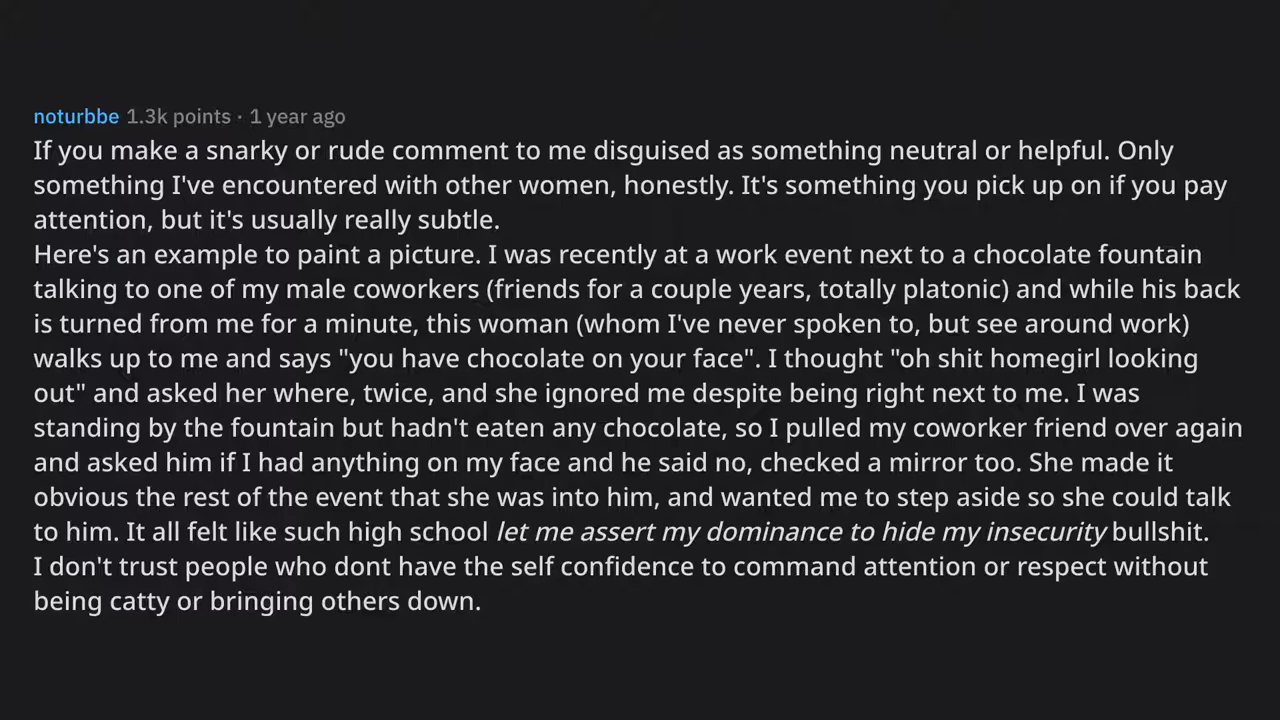 noturbbe 1.3k points · 1 year ago
If you make a snarky or rude comment to me disguised as something neutral or helpful. Only
something I've encountered with other women, honestly. It's something you pick up on if you pay
attention, but it's usually really subtle.
Here's an example to paint a picture. I was recently at a work event next to a chocolate fountain
talking to one of my male coworkers (friends for a couple years, totally platonic) and while his back
is turned from me for a minute, this woman (whom I've never spoken to, but see around work)
walks up to me and says "you have chocolate on your face". I thought "oh shit homegirl looking
out" and asked her where, twice, and she ignored me despite being right next to me. I was
standing by the fountain but hadn't eaten any chocolate, so I pulled my coworker friend over again
and asked him if I had anything on my face and he said no, checked a mirror too. She made it
obvious the rest of the event that she was into him, and wanted me to step aside so she could talk
to him. It all felt like such high school let me assert my dominance to hide my insecurity bullshit.
I don't trust people who dont have the self confidence to command attention or respect without
being catty or bringing others down.